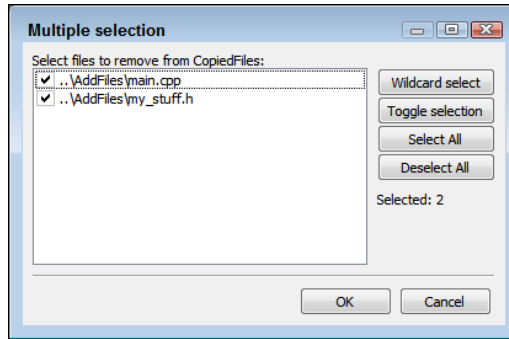 Multiple selection
Select files to remove from CopiedFiles:
..\AddFiles\main.cpp
..\AddFiles\my_stuff.h
Wildcard select
Toggle selection
Select All
Deselect All
Selected: 2
OK
Cancel